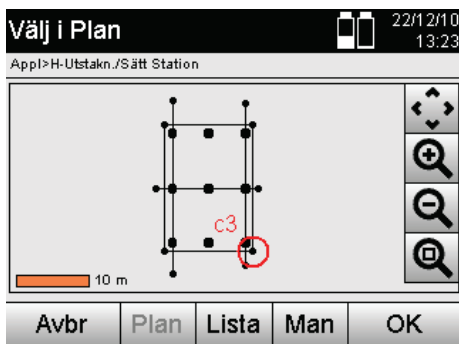 Välj i Plan
22/12/10
13:23
Appl>H-Utstakn./Sätt Station
c3
10 m
Avbr Plan Lista Man OK